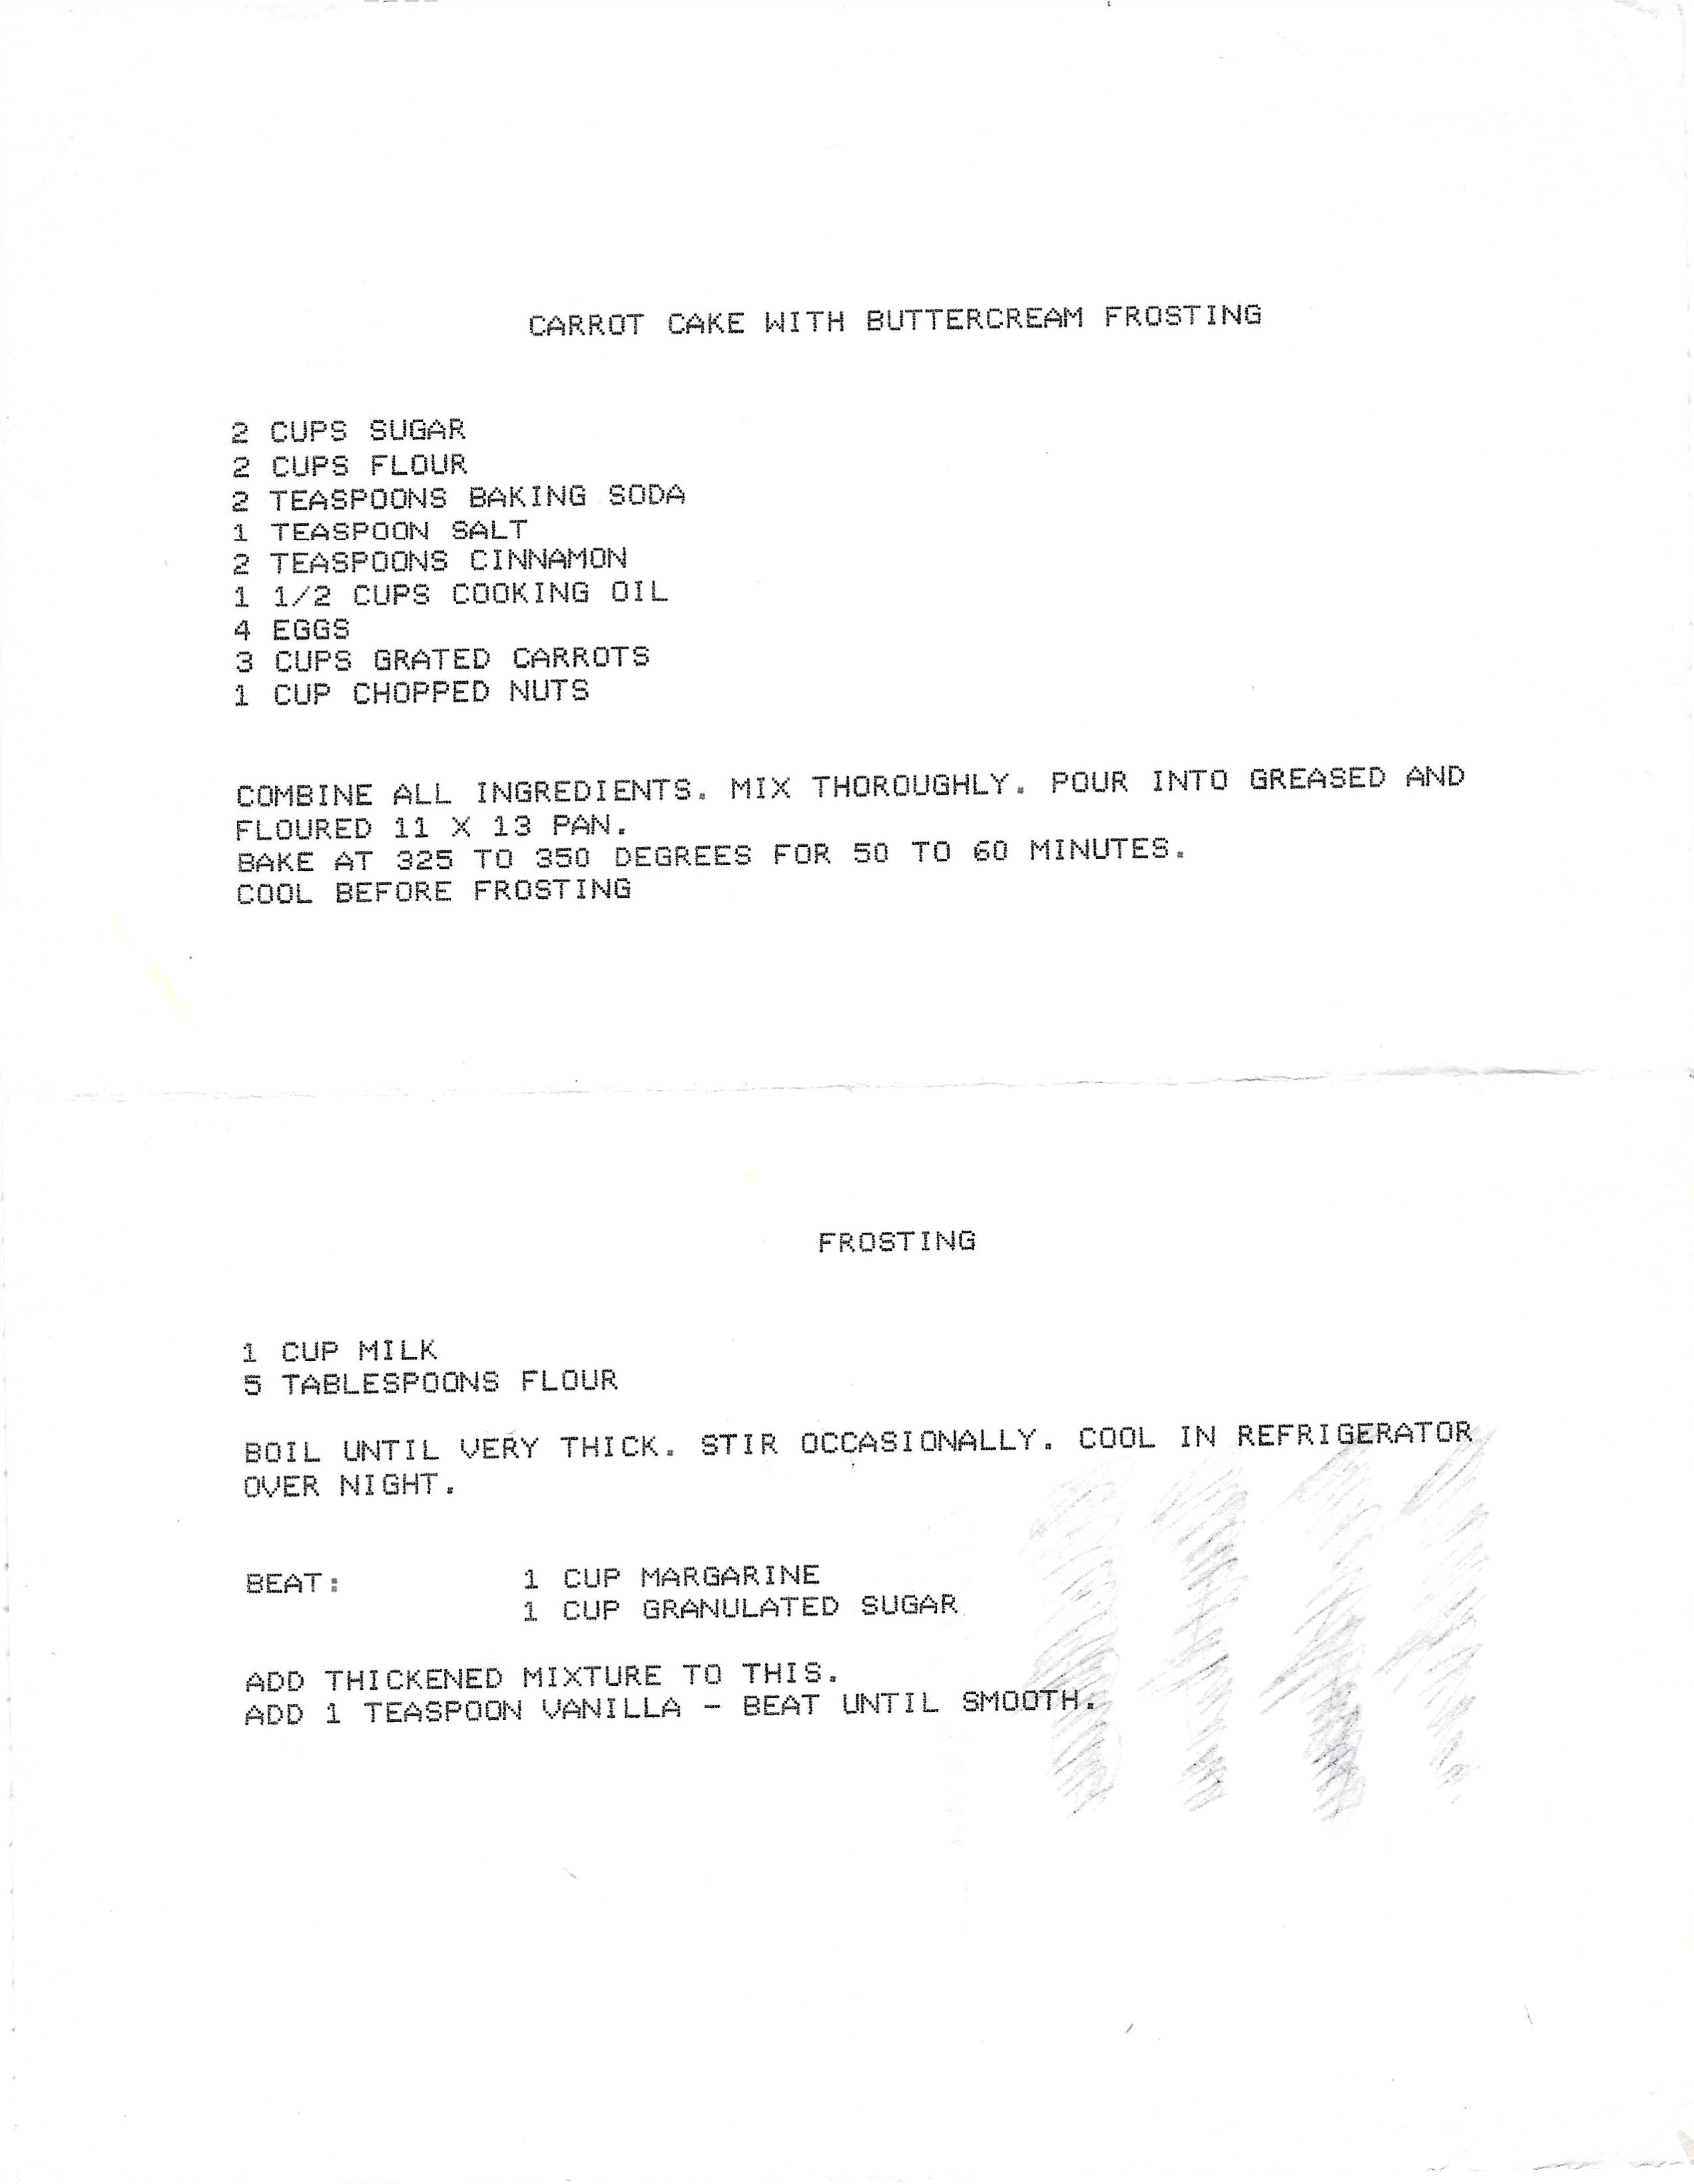 CARROT CAKE WITH BUTTERCREAM FROSTING
2 CUPS SUGAR
2 CUPS FLOUR
2 TEASPOONS BAKING SODA
1 TEASPOON SALT
2 TEASPOONS CINNAMON
1 1/2 CUPS COOKING OIL
4 EGGS
3 CUPS GRATED CARROTS
1 CUP CHOPPED NUTS
COMBINE ALL INGREDIENTS. MIX THOROUGHLY. POUR INTO GREASED AND
FLOURED 11 X 13 PAN.
BAKE AT 325 TO 350 DEGREES FOR 50 TO 60 MINUTES.
COOL BEFORE FROSTING
FROSTING
1 CUP MILK
5 TABLESPOONS FLOUR
BOIL UNTIL VERY THICK. STIR OCCASIONALLY. COOL IN REFRIGERATOR
OVER NIGHT.
BEAT: 1 CUP MARGARINE
1 CUP GRANULATED SUGAR
ADD THICKENED MIXTURE TO THIS.
ADD 1 TEASPOON VANILLA - BEAT UNTIL SMOOTH.